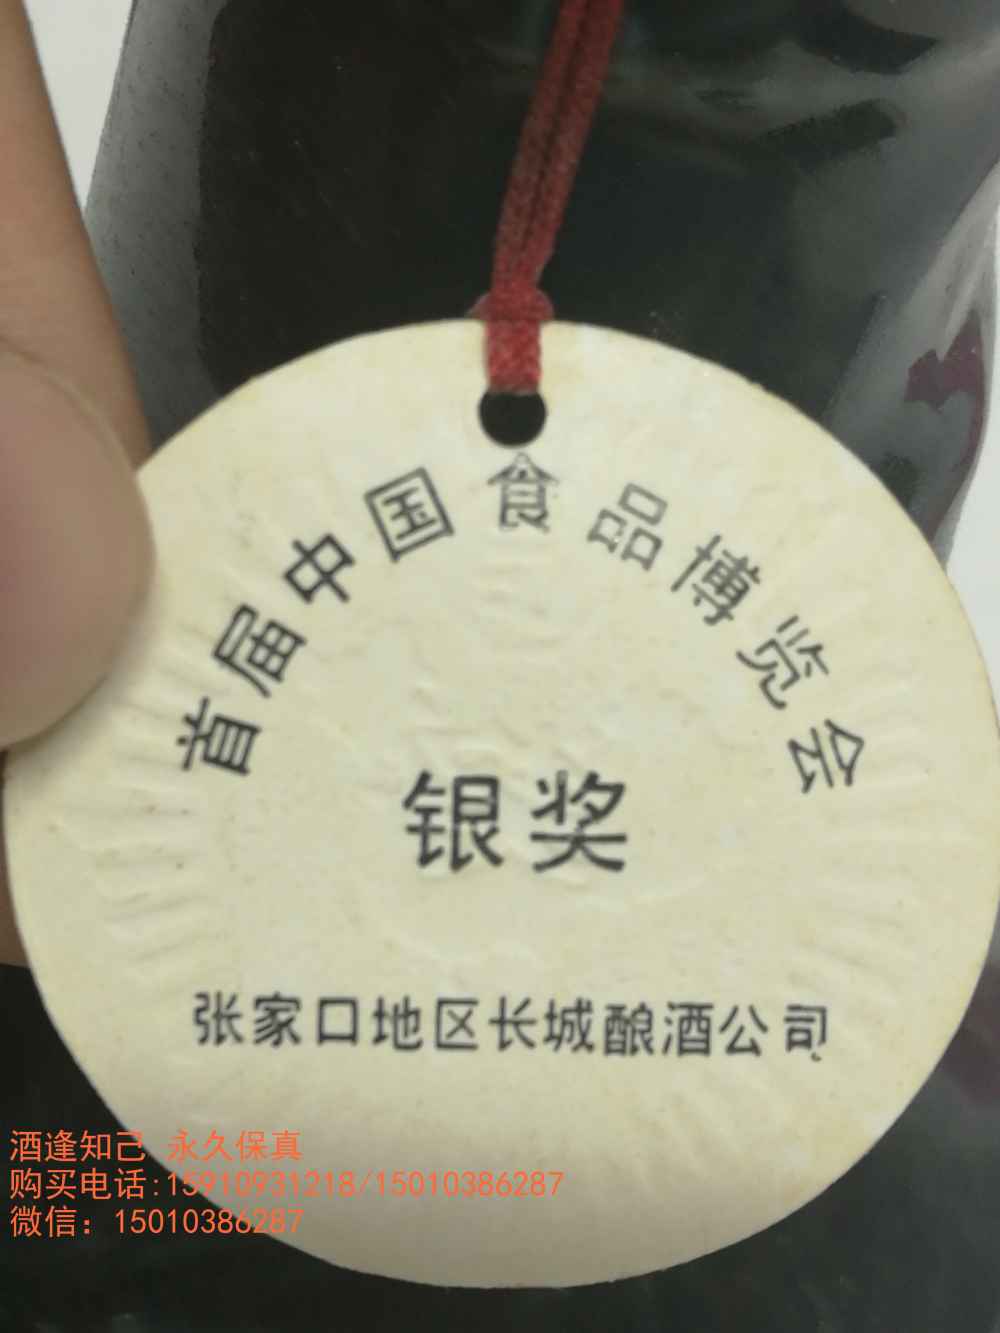 首届中国食品博览会
银奖
张家口地区长城酿酒公司
酒逢知己 永久保真
购买电话:15910931218/15010386287
微信：15010386287